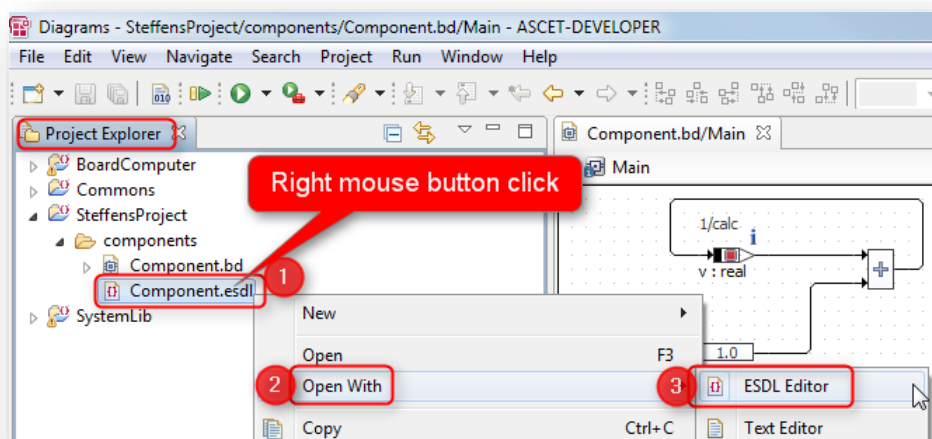 Diagrams - SteffensProject/components/Component.bd/Main - ASCET-DEVELOPER
File Edit View Navigate Search Project Run Window Help
010
Project Explorer
Component.bd/Main
BoardComputer
Main
Commons
Right mouse button click
SteffensProject
1/calc
i
components
Component.bd
v : real
1
Component.esdl
SystemLib
New
Open F3
1.0
2 Open With
3 ESDL Editor
Copy Ctrl+C
Text Editor